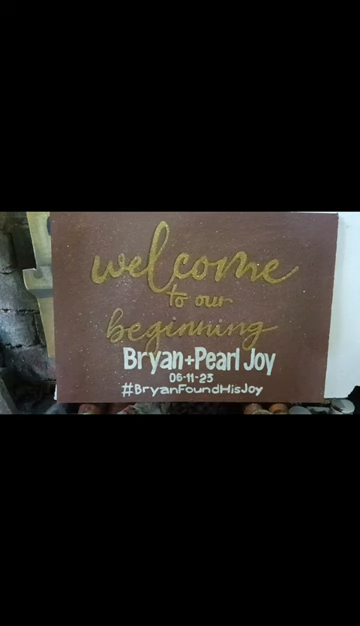 welcome
to our
beginning
Bryan+Pearl Joy
06-11-23
#BryanFoundHisJoy